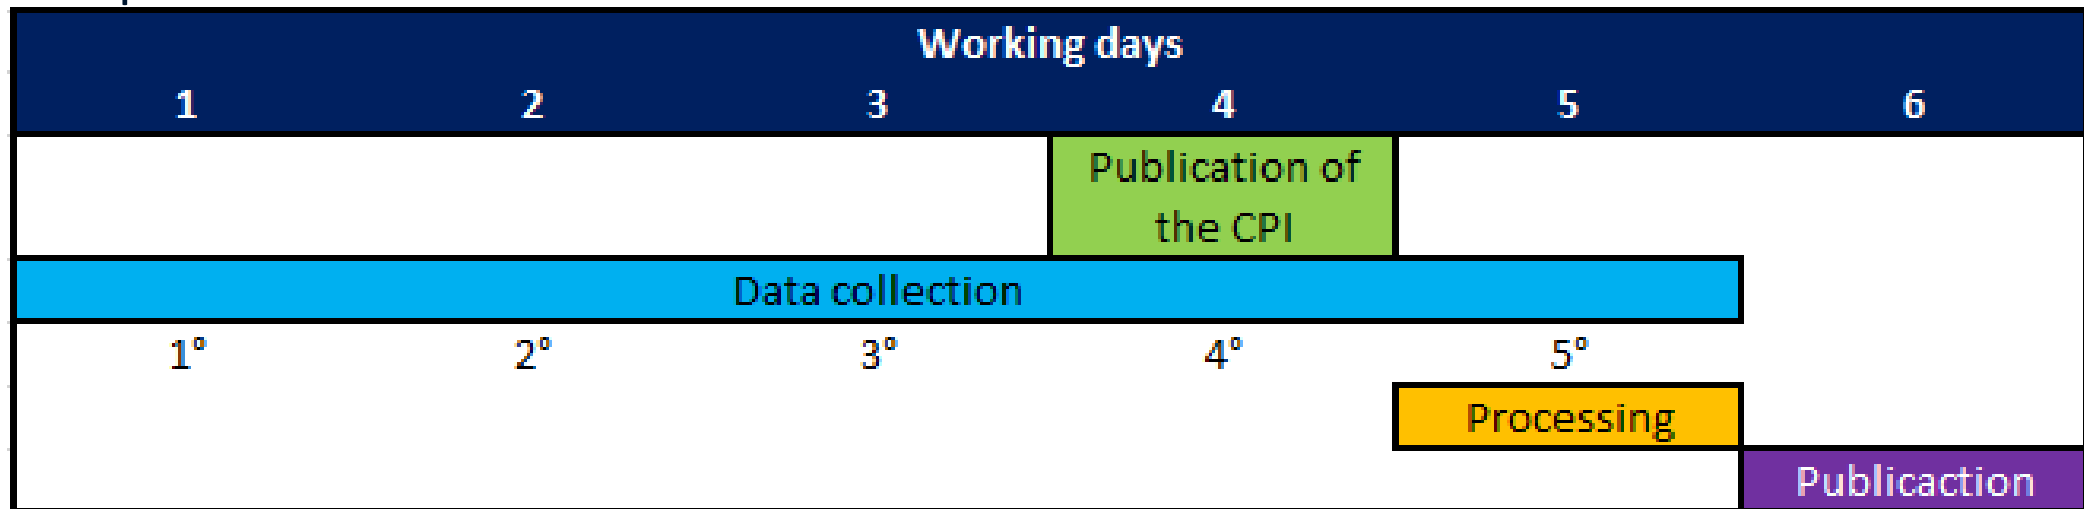 Working days
1 2 3 4 5 6
Publication of
the CPI
Data collection
1° 2° 3° 4° 5°
Processing
Publicaction